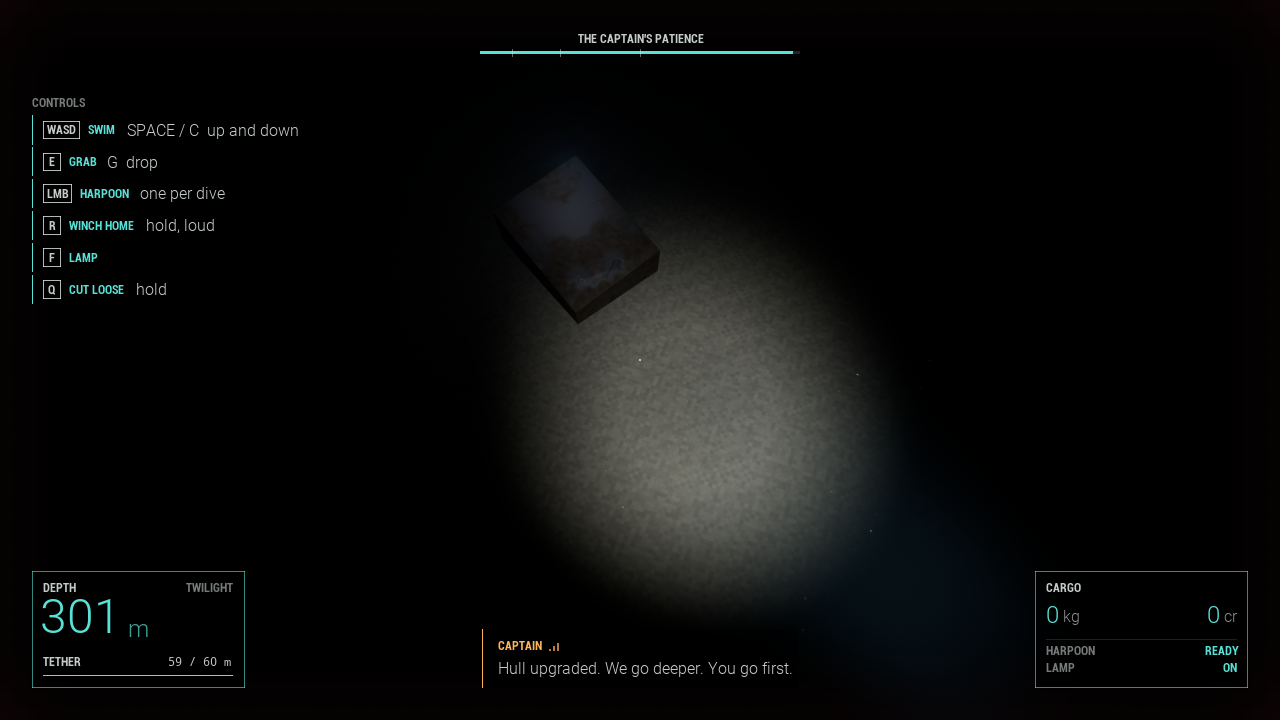 THE CAPTAIN'S PATIENCE
CONTROLS
WASD SWIM SPACE / C up and down
E GRAB G drop
LMB HARPOON one per dive
R WINCH HOME hold, loud
F LAMP
Q CUT LOOSE hold
DEPTH TWILIGHT
301 m
TETHER 59 / 60 m
CAPTAIN
Hull upgraded. We go deeper. You go first.
CARGO
0 kg 0 cr
HARPOON READY
LAMP ON